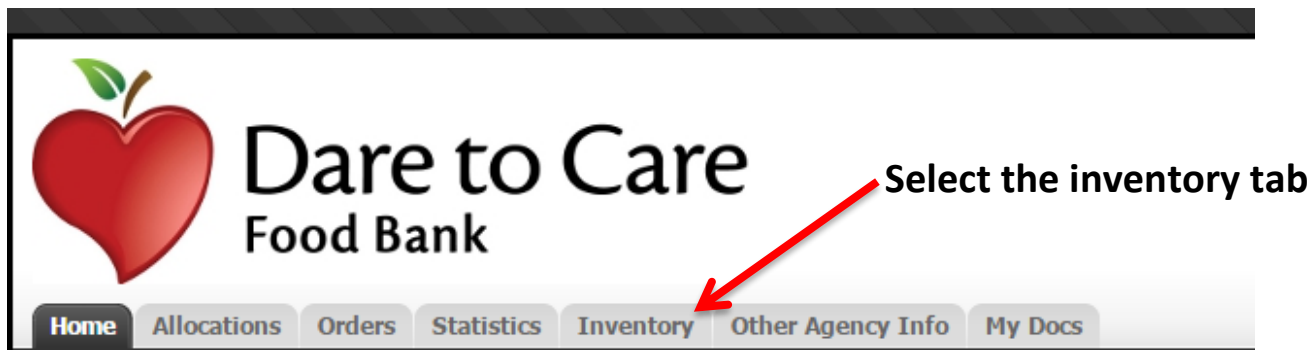 Dare to Care
Food Bank
Select the inventory tab
Home Allocations Orders Statistics Inventory Other Agency Info My Docs